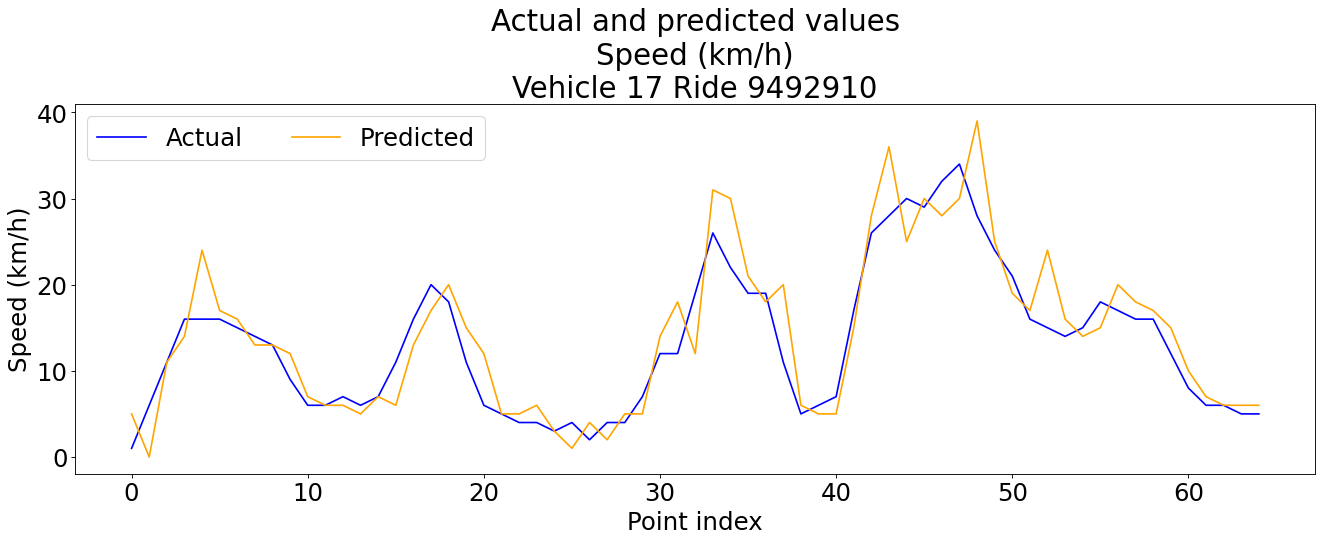 Actual and predicted values
Speed (km/h)
Vehicle 17 Ride 9492910
Actual
Predicted
Speed (km/h)
40
30
20
10
0
0 10 20 30 40 50 60
Point index